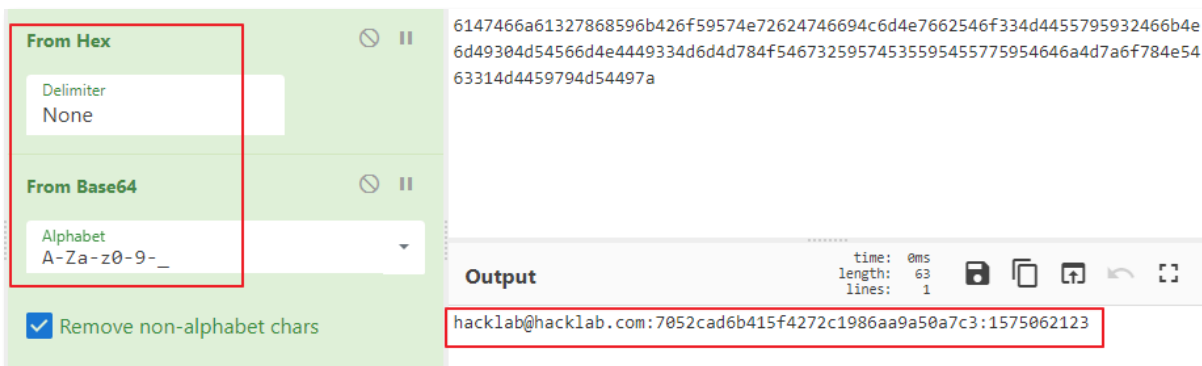 From Hex
Delimiter
None
From Base64
Alphabet
A-Za-z0-9-_
Remove non-alphabet chars
6147466a61327868596b426f59574e72624746694c6d4e7662546f334d4455795932466b4e
6d49304d54566d4e4449334d6d4d784f54673259574535595455775954646a4d7a6f784e54
63314d4459794d54497a
Output
time: 0ms
length: 63
lines: 1
hacklab@hacklab.com:7052cad6b415f4272c1986aa9a50a7c3:1575062123